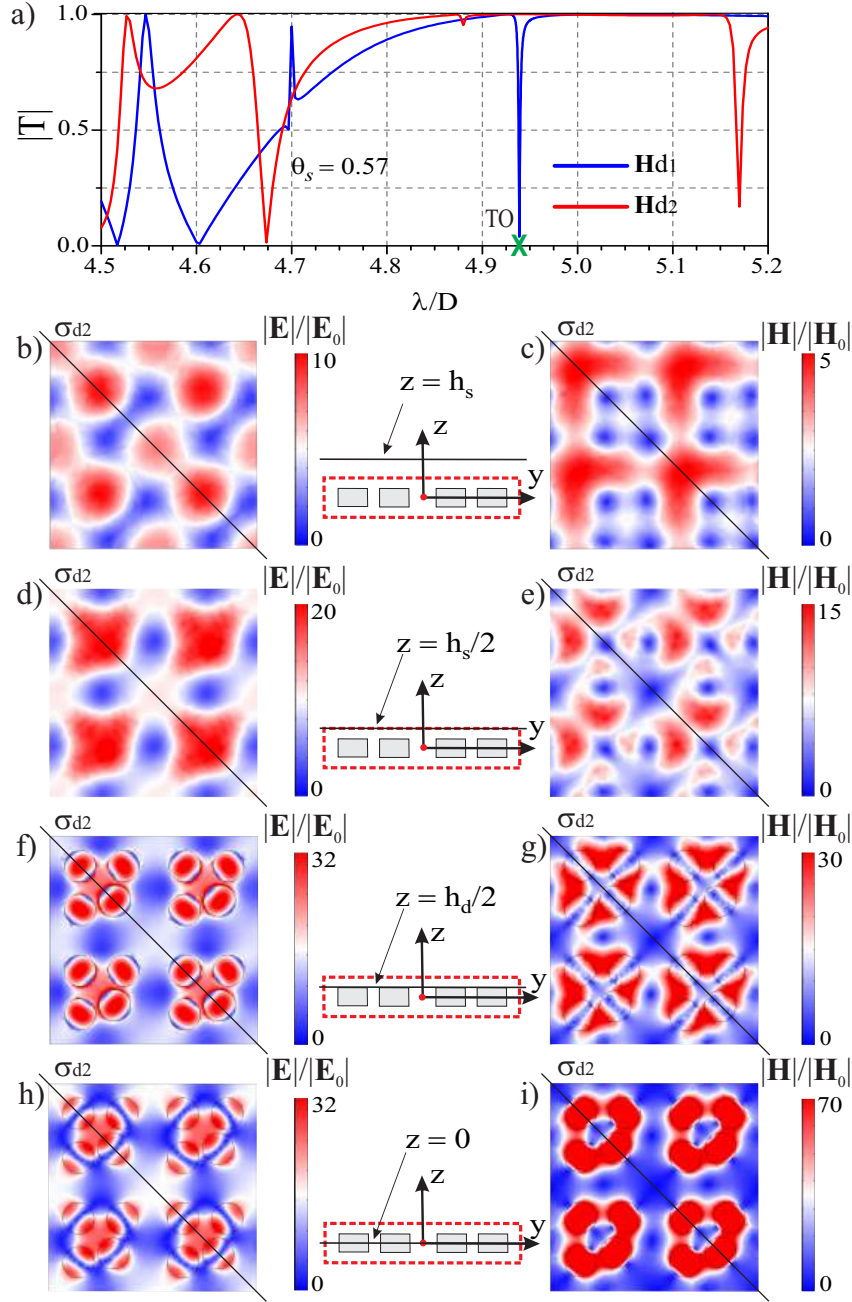 a)
1.0
|T|
0.5
0.0
θs = 0.57
TO
X
Hd1
Hd2
4.5 4.6 4.7 4.8 4.9 5.0 5.1 5.2
λ/D
b) σd2 |E|/|E0| 10 0
z = hs
z
y
c) σd2 |H|/|H0| 5 0
d) σd2 |E|/|E0| 20 0
z = hs/2
z
y
e) σd2 |H|/|H0| 15 0
f) σd2 |E|/|E0| 32 0
z = hd/2
z
y
g) σd2 |H|/|H0| 30 0
h) σd2 |E|/|E0| 32 0
z = 0
z
y
i) σd2 |H|/|H0| 70 0